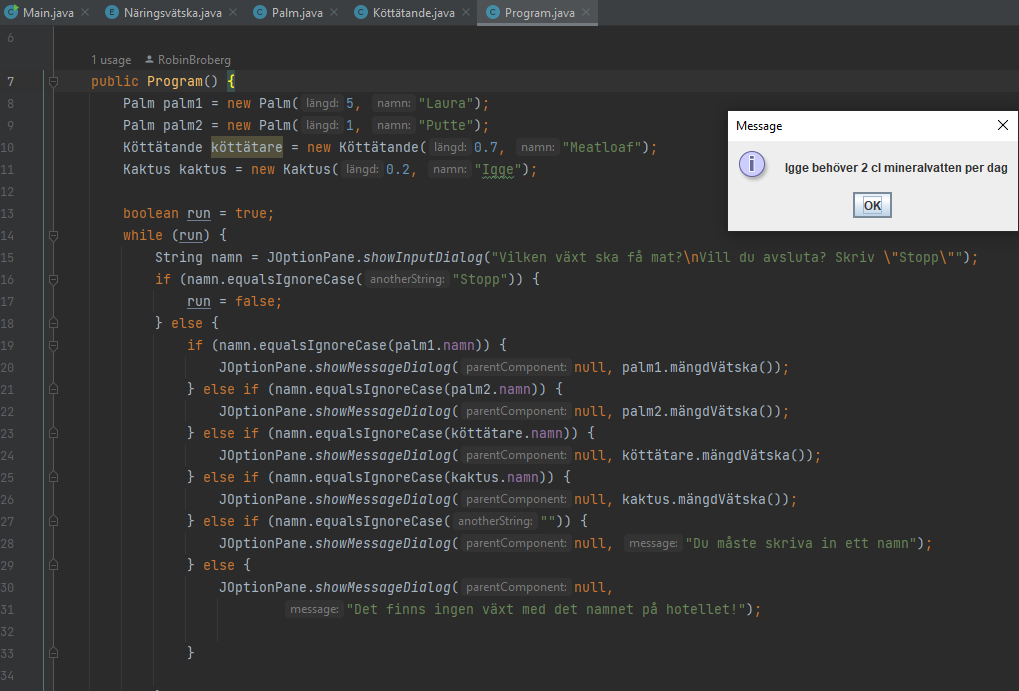 Main.java Näringsvätska.java Palm.java Köttätande.java Program.java
6
1 usage RobinBroberg
7 public Program() {
8 Palm palm1 = new Palm( längd: 5, namn: "Laura");
9 Palm palm2 = new Palm( längd: 1, namn: "Putte");
10 Köttätande köttätare = new Köttätande( längd: 0.7, namn: "Meatloaf");
11 Kaktus kaktus = new Kaktus( längd: 0.2, namn: "Igge");
12
13 boolean run = true;
14 while (run) {
15 String namn = JOptionPane.showInputDialog("Vilken växt ska få mat?\nVill du avsluta? Skriv \"Stopp\"");
16 if (namn.equalsIgnoreCase( anotherString: "Stopp")) {
17 run = false;
18 } else {
19 if (namn.equalsIgnoreCase(palm1.namn)) {
20 JOptionPane.showMessageDialog( parentComponent: null, palm1.mängdVätska());
21 } else if (namn.equalsIgnoreCase(palm2.namn)) {
22 JOptionPane.showMessageDialog( parentComponent: null, palm2.mängdVätska());
23 } else if (namn.equalsIgnoreCase(köttätare.namn)) {
24 JOptionPane.showMessageDialog( parentComponent: null, köttätare.mängdVätska());
25 } else if (namn.equalsIgnoreCase(kaktus.namn)) {
26 JOptionPane.showMessageDialog( parentComponent: null, kaktus.mängdVätska());
27 } else if (namn.equalsIgnoreCase( anotherString: "")) {
28 JOptionPane.showMessageDialog( parentComponent: null, message: "Du måste skriva in ett namn");
29 } else {
30 JOptionPane.showMessageDialog( parentComponent: null,
31 message: "Det finns ingen växt med det namnet på hotellet!");
32
33 }
34
Message
Igge behöver 2 cl mineralvatten per dag
OK